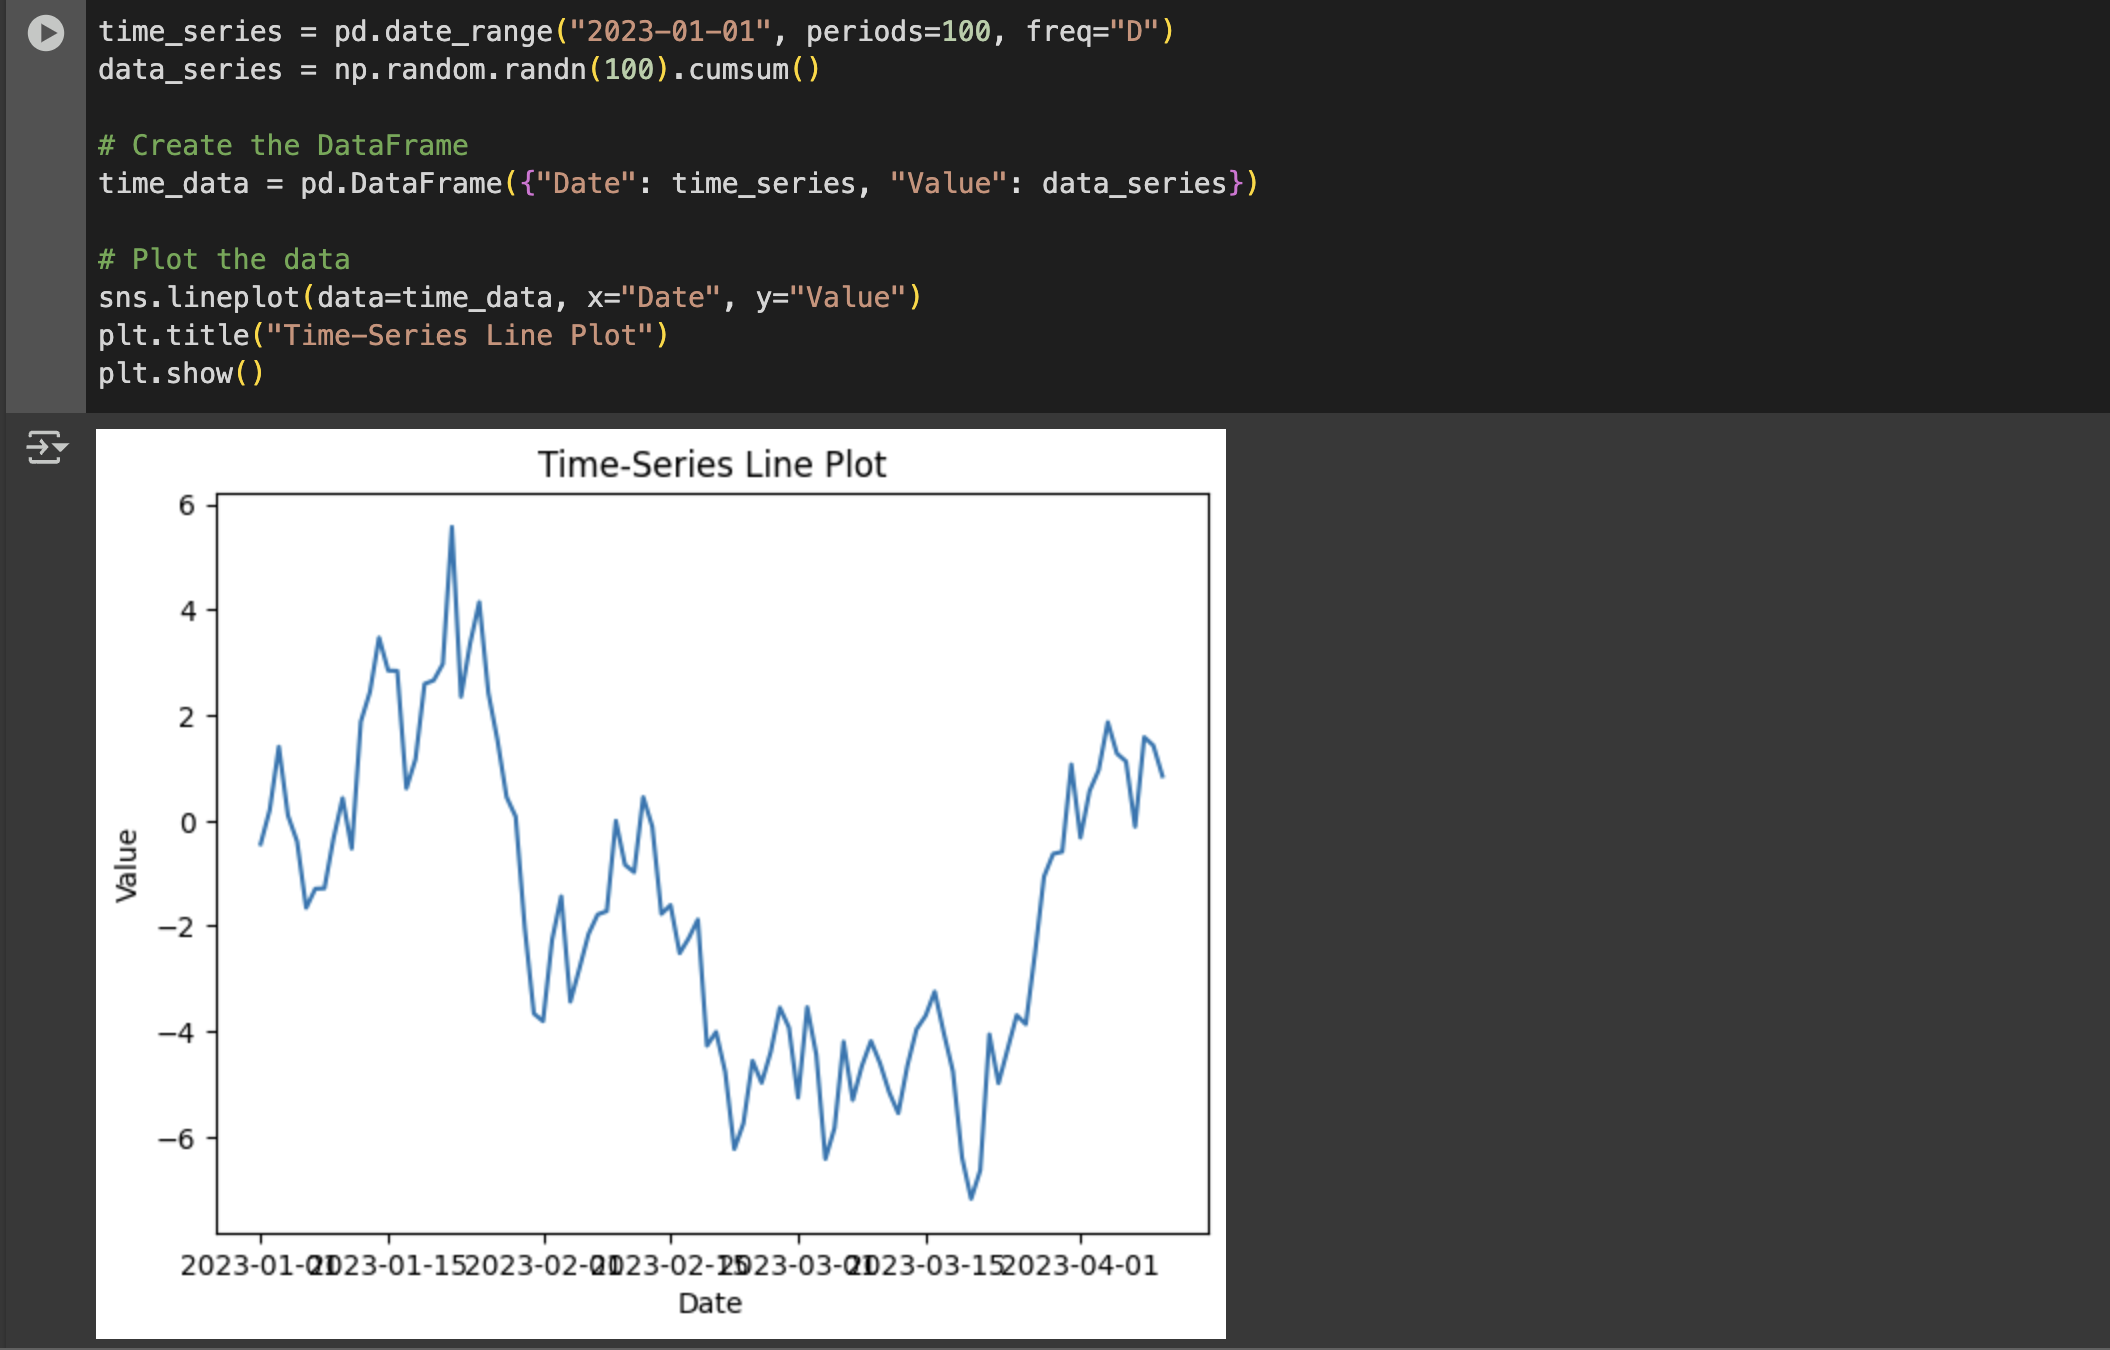 time_series = pd.date_range("2023-01-01", periods=100, freq="D")
data_series = np.random.randn(100).cumsum()
# Create the DataFrame
time_data = pd.DataFrame({"Date": time_series, "Value": data_series})
# Plot the data
sns.lineplot(data=time_data, x="Date", y="Value")
plt.title("Time-Series Line Plot")
plt.show()
Time-Series Line Plot
6
4
2
0
−2
−4
−6
Value
2023-01-01 2023-01-15 2023-02-01 2023-02-15 2023-03-01 2023-03-15 2023-04-01
Date